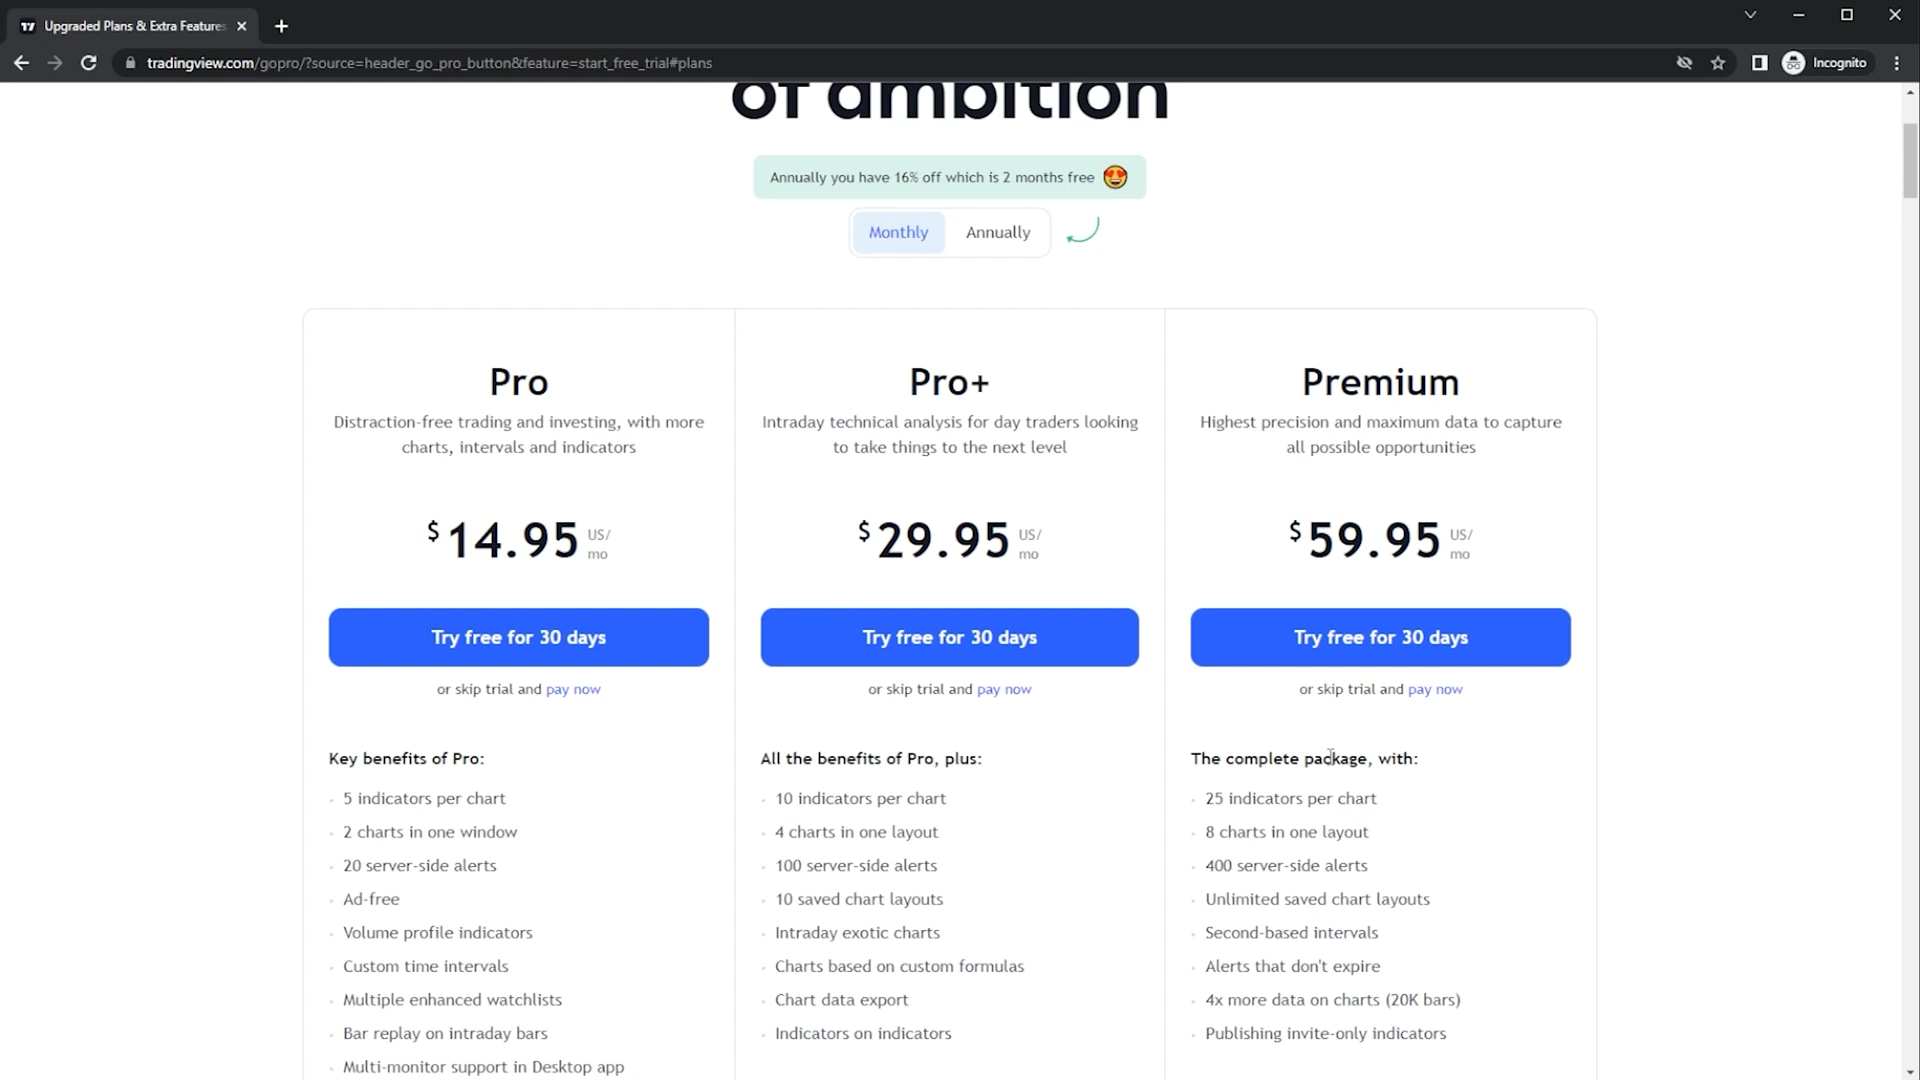 Upgraded Plans & Extra Features
tradingview.com/gopro/?source=header_go_pro_button&feature=start_free_trial#plans
Incognito
of ambition
Annually you have 16% off which is 2 months free
Monthly
Annually
Pro
Distraction-free trading and investing, with more
charts, intervals and indicators
$14.95 US/
mo
Try free for 30 days
or skip trial and pay now
Key benefits of Pro:
5 indicators per chart
2 charts in one window
20 server-side alerts
Ad-free
Volume profile indicators
Custom time intervals
Multiple enhanced watchlists
Bar replay on intraday bars
Multi-monitor support in Desktop app
Pro+
Intraday technical analysis for day traders looking
to take things to the next level
$29.95 US/
mo
Try free for 30 days
or skip trial and pay now
All the benefits of Pro, plus:
10 indicators per chart
4 charts in one layout
100 server-side alerts
10 saved chart layouts
Intraday exotic charts
Charts based on custom formulas
Chart data export
Indicators on indicators
Premium
Highest precision and maximum data to capture
all possible opportunities
$59.95 US/
mo
Try free for 30 days
or skip trial and pay now
The complete package, with:
25 indicators per chart
8 charts in one layout
400 server-side alerts
Unlimited saved chart layouts
Second-based intervals
Alerts that don't expire
4x more data on charts (20K bars)
Publishing invite-only indicators